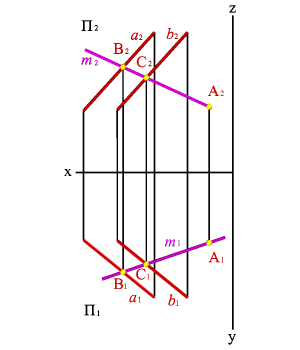 z
Π₂
a₂
b₂
B₂
C₂
m₂
A₂
x
m₁
A₁
C₁
B₁
a₁
b₁
Π₁
y